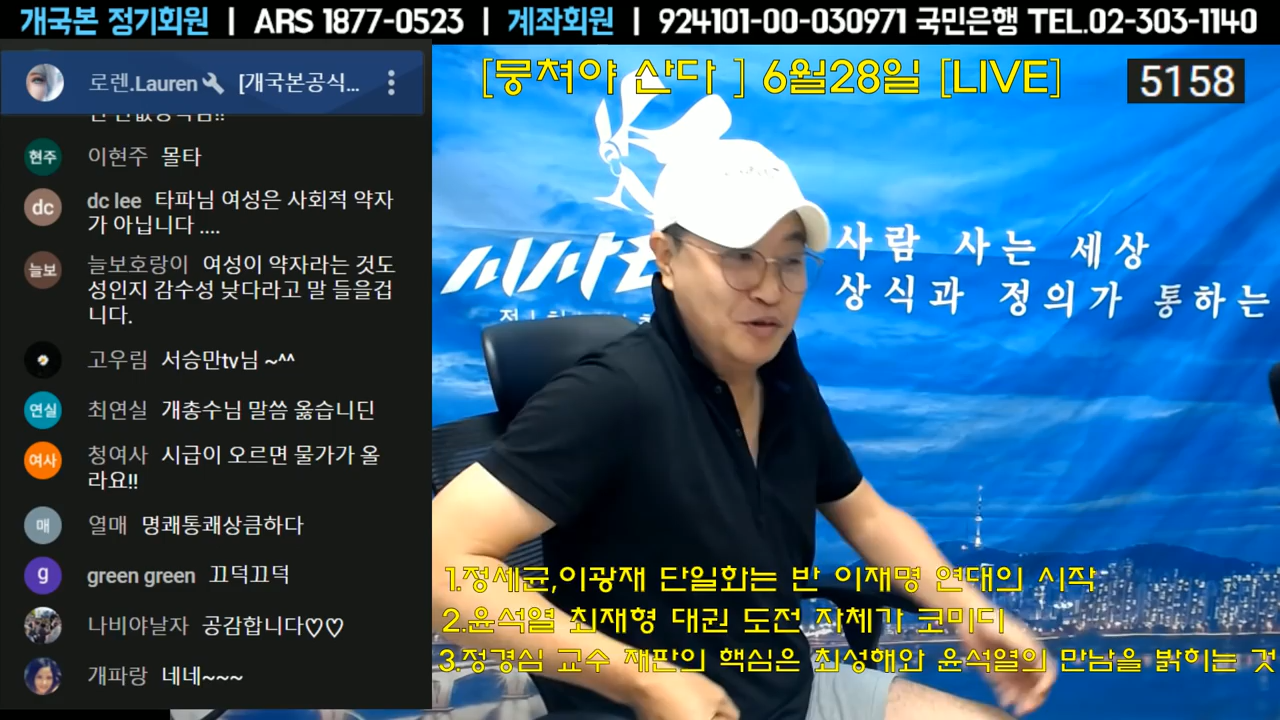 개국본 정기회원 | ARS 1877-0523 | 계좌회원 | 924101-00-030971 국민은행 TEL.02-303-1140
로렌.Lauren [개국본공식...
이현주 몰타
dc lee 타파님 여성은 사회적 약자
가 아닙니다 ....
늘보호랑이 여성이 약자라는 것도
성인지 감수성 낮다라고 말 들을겁
니다.
고우림 서승만tv님 ~^^
최연실 개총수님 말씀 옳습니딘
청여사 시급이 오르면 물가가 올
라요!!
열매 명쾌통쾌상큼하다
green green 끄덕끄덕
나비야날자 공감합니다♡♡
개파랑 네네~~~
현주
dc
늘보
연실
여사
매
g
[뭉쳐야 산다 ] 6월28일 [LIVE]
5158
시사
사람 사는 세상
상식과 정의가 통하는
1.정세균,이광재 단일화는 반 이재명 연대의 시작
2.윤석열 최재형 대권 도전 자체가 코미디
3.정경심 교수 재판의 핵심은 최성해와 윤석열의 만남을 밝히는 것